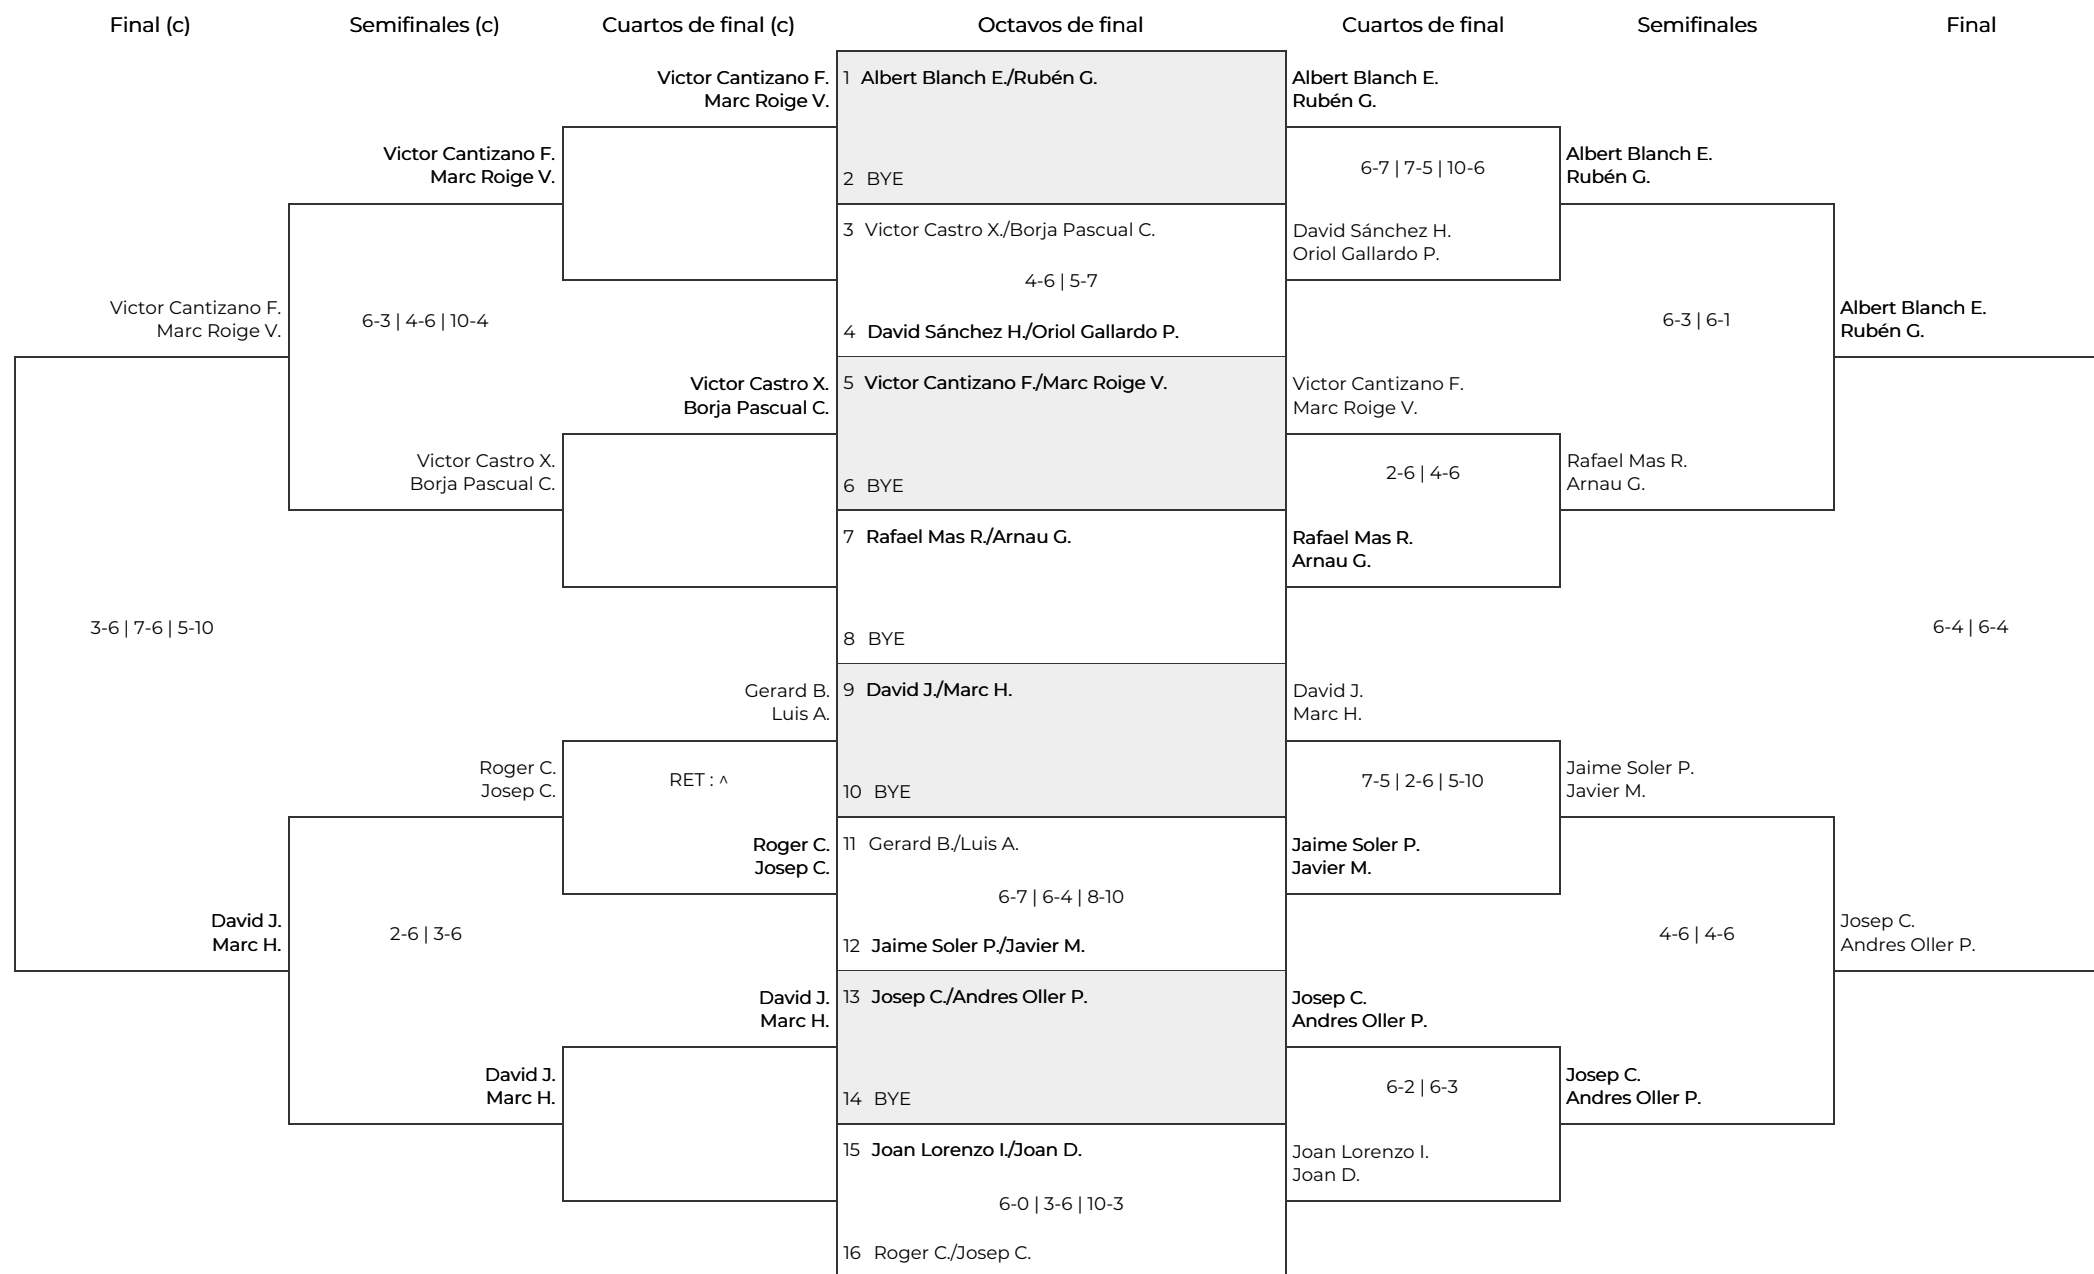 Final (c)
Semifinales (c)
Cuartos de final (c)
Octavos de final
Cuartos de final
Semifinales
Final
Victor Cantizano F.
Marc Roige V.
3-6 | 7-6 | 5-10
David J.
Marc H.
Victor Cantizano F.
Marc Roige V.
6-3 | 4-6 | 10-4
Victor Castro X.
Borja Pascual C.
Roger C.
Josep C.
2-6 | 3-6
David J.
Marc H.
Victor Cantizano F.
Marc Roige V.
Victor Castro X.
Borja Pascual C.
Gerard B.
Luis A.
RET : ^
Roger C.
Josep C.
David J.
Marc H.
1 Albert Blanch E./Rubén G.
2 BYE
3 Victor Castro X./Borja Pascual C.
4-6 | 5-7
4 David Sánchez H./Oriol Gallardo P.
5 Victor Cantizano F./Marc Roige V.
6 BYE
7 Rafael Mas R./Arnau G.
8 BYE
9 David J./Marc H.
10 BYE
11 Gerard B./Luis A.
6-7 | 6-4 | 8-10
12 Jaime Soler P./Javier M.
13 Josep C./Andres Oller P.
14 BYE
15 Joan Lorenzo I./Joan D.
6-0 | 3-6 | 10-3
16 Roger C./Josep C.
Albert Blanch E.
Rubén G.
6-7 | 7-5 | 10-6
David Sánchez H.
Oriol Gallardo P.
Victor Cantizano F.
Marc Roige V.
2-6 | 4-6
Rafael Mas R.
Arnau G.
David J.
Marc H.
7-5 | 2-6 | 5-10
Jaime Soler P.
Javier M.
Josep C.
Andres Oller P.
6-2 | 6-3
Joan Lorenzo I.
Joan D.
Albert Blanch E.
Rubén G.
6-3 | 6-1
Rafael Mas R.
Arnau G.
Jaime Soler P.
Javier M.
4-6 | 4-6
Josep C.
Andres Oller P.
Albert Blanch E.
Rubén G.
6-4 | 6-4
Josep C.
Andres Oller P.